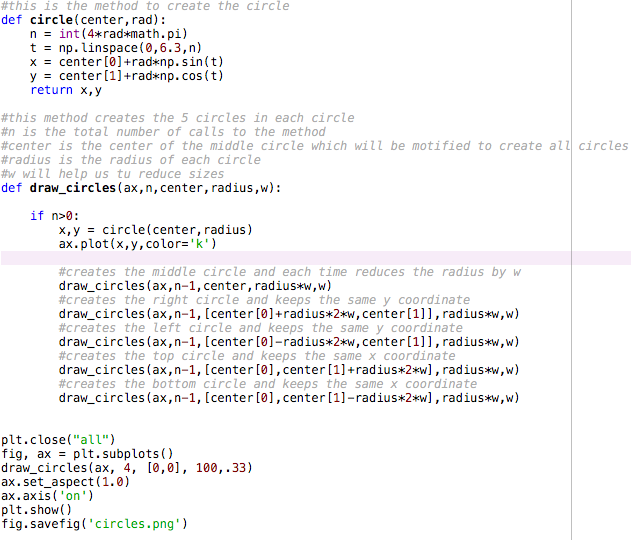 #this is the method to create the circle
def circle(center,rad):
    n = int(4*rad*math.pi)
    t = np.linspace(0,6.3,n)
    x = center[0]+rad*np.sin(t)
    y = center[1]+rad*np.cos(t)
    return x,y

#this method creates the 5 circles in each circle
#n is the total number of calls to the method
#center is the center of the middle circle which will be motified to create all circles
#radius is the radius of each circle
#w will help us tu reduce sizes
def draw_circles(ax,n,center,radius,w):

    if n>0:
        x,y = circle(center,radius)
        ax.plot(x,y,color='k')

        #creates the middle circle and each time reduces the radius by w
        draw_circles(ax,n-1,center,radius*w,w)
        #creates the right circle and keeps the same y coordinate
        draw_circles(ax,n-1,[center[0]+radius*2*w,center[1]],radius*w,w)
        #creates the left circle and keeps the same y coordinate
        draw_circles(ax,n-1,[center[0]-radius*2*w,center[1]],radius*w,w)
        #creates the top circle and keeps the same x coordinate
        draw_circles(ax,n-1,[center[0],center[1]+radius*2*w],radius*w,w)
        #creates the bottom circle and keeps the same x coordinate
        draw_circles(ax,n-1,[center[0],center[1]-radius*2*w],radius*w,w)


plt.close("all")
fig, ax = plt.subplots()
draw_circles(ax, 4, [0,0], 100,.33)
ax.set_aspect(1.0)
ax.axis('on')
plt.show()
fig.savefig('circles.png')